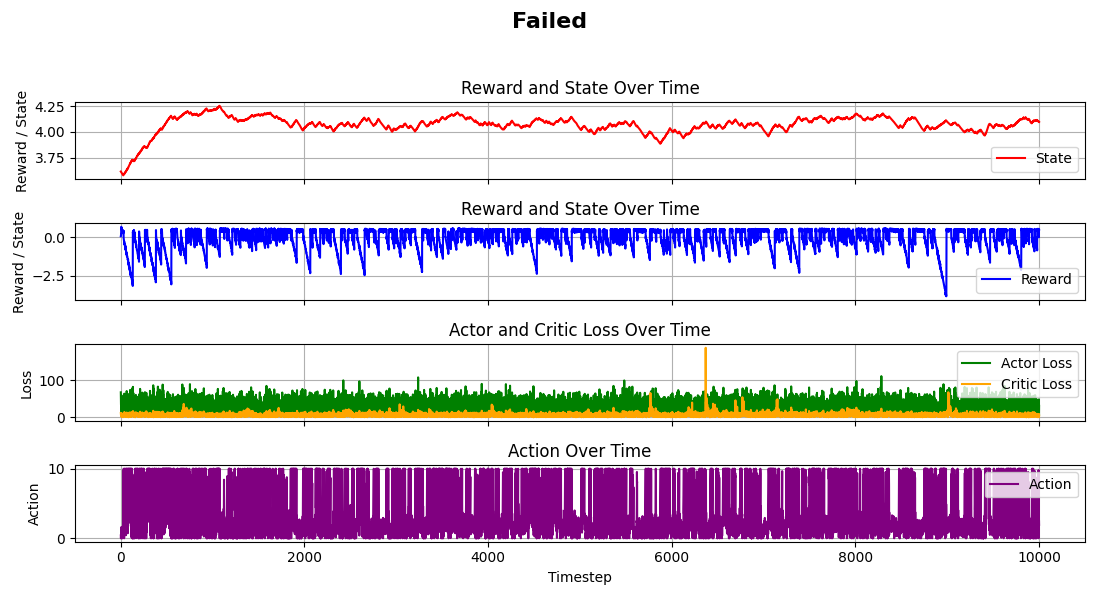 Failed
Reward and State Over Time
Reward / State
4.25
4.00
3.75
State
Reward and State Over Time
Reward / State
0.0
−2.5
Reward
Actor and Critic Loss Over Time
Loss
100
0
Actor Loss
Critic Loss
Action Over Time
Action
10
0
Action
0 2000 4000 6000 8000 10000
Timestep